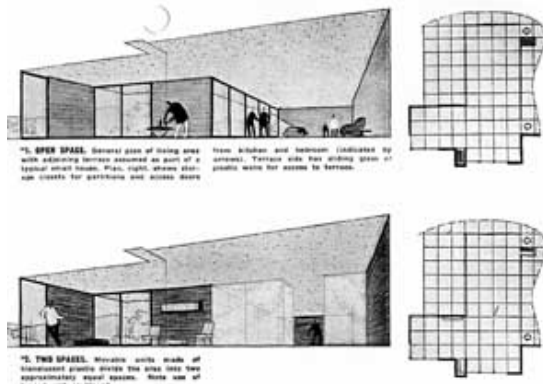 "1. OPEN SPACE. General plan of living area
with adjoining terrace assumed as part of a
typical small house. Plan, right, shows stor-
age closets for partitions and access doors
from kitchen and bedroom (indicated by
arrows). Terrace side has sliding glass or
plastic walls for access to terrace.
"2. TWO SPACES. Movable units made of
translucent plastic divide the area into two
approximately equal spaces. Note use of